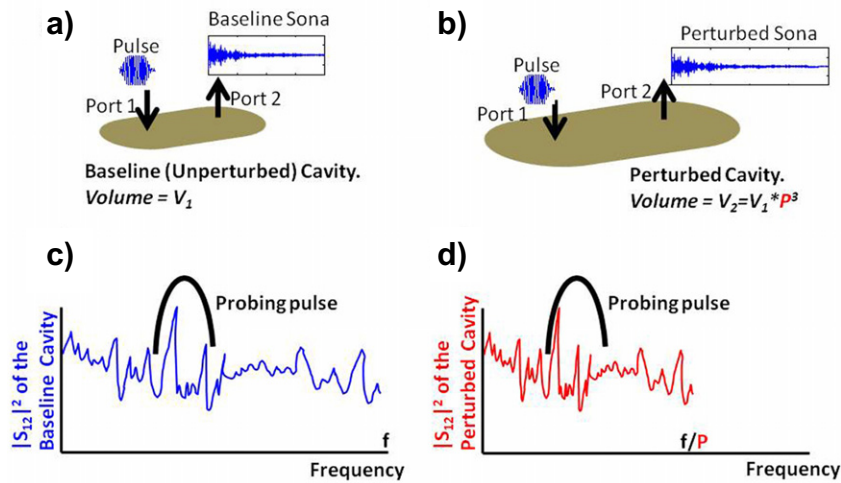 a)
Baseline Sona
Pulse
Port 1
Port 2
Baseline (Unperturbed) Cavity.
Volume = V₁
b)
Perturbed Sona
Pulse
Port 2
Port 1
Perturbed Cavity.
Volume = V₂=V₁*P³
c)
Probing pulse
|S₁₂|² of the
Baseline Cavity
f
Frequency
d)
Probing pulse
|S₁₂|² of the
Perturbed Cavity
f/P
Frequency